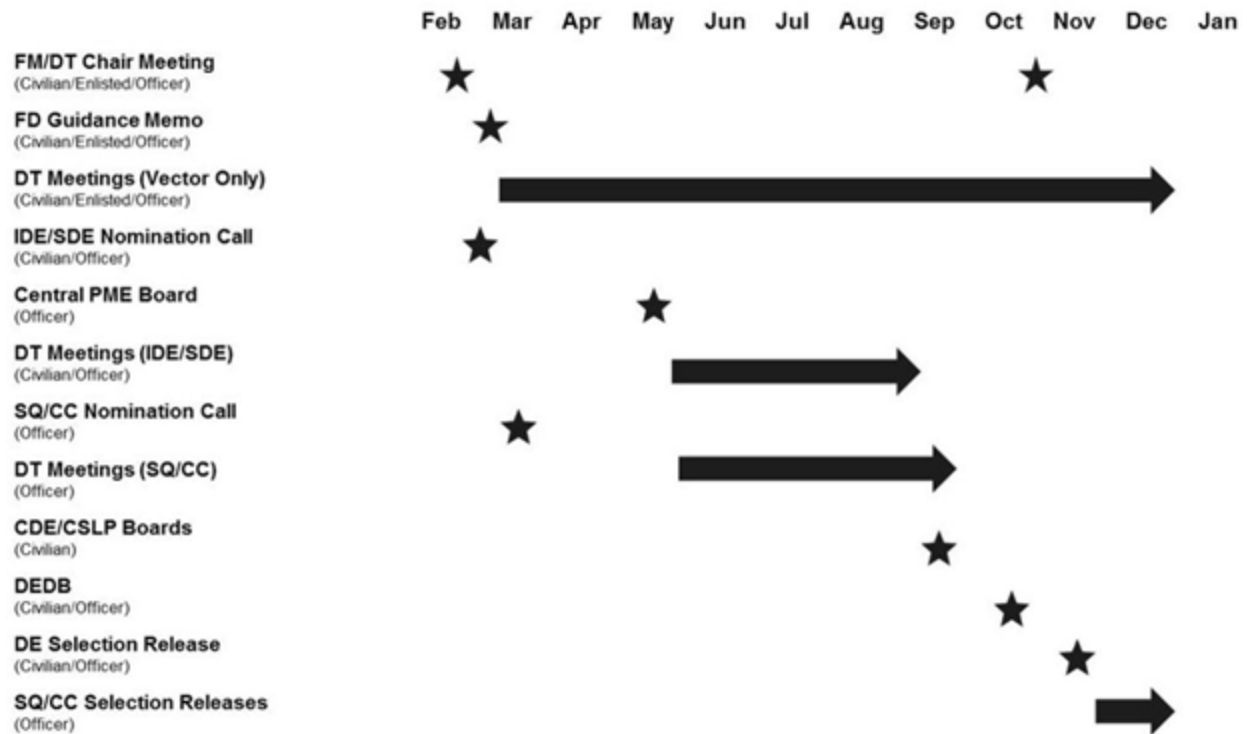 Feb Mar Apr May Jun Jul Aug Sep Oct Nov Dec Jan
FM/DT Chair Meeting
(Civilian/Enlisted/Officer)
FD Guidance Memo
(Civilian/Enlisted/Officer)
DT Meetings (Vector Only)
(Civilian/Enlisted/Officer)
IDE/SDE Nomination Call
(Civilian/Officer)
Central PME Board
(Officer)
DT Meetings (IDE/SDE)
(Civilian/Officer)
SQ/CC Nomination Call
(Officer)
DT Meetings (SQ/CC)
(Officer)
CDE/CSLP Boards
(Civilian)
DEDB
(Civilian/Officer)
DE Selection Release
(Civilian/Officer)
SQ/CC Selection Releases
(Officer)